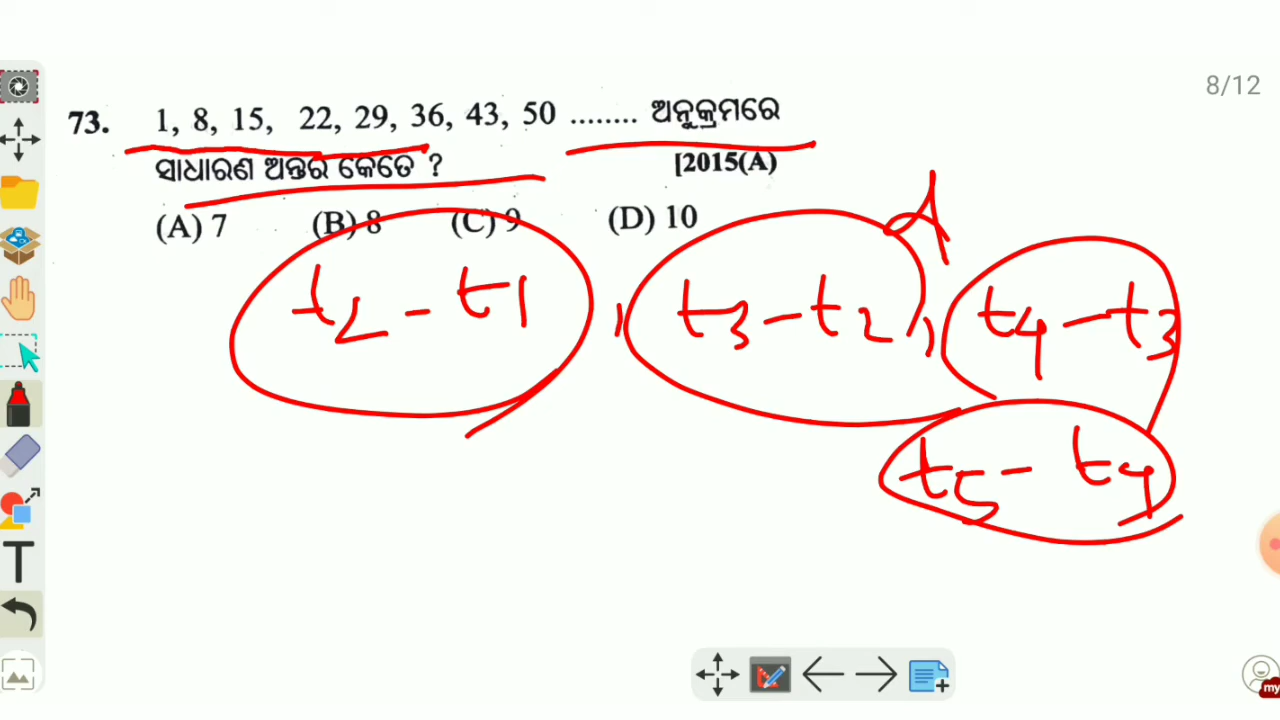 8/12
73. 1, 8, 15, 22, 29, 36, 43, 50 ........ ଅନୁକ୍ରମରେ
ସାଧାରଣ ଅନ୍ତର କେତେ ? [2015(A)
(A) 7 (B) 8 (C) 9 (D) 10
A
t2 - t1 , t3 - t2 , t4 - t3
t5 - t4
T
my